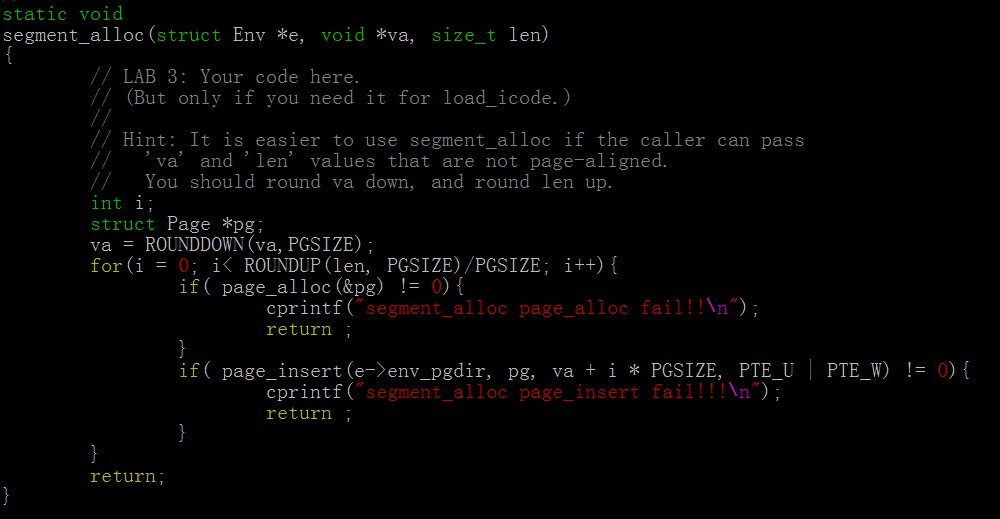 static void
segment_alloc(struct Env *e, void *va, size_t len)
{
        // LAB 3: Your code here.
        // (But only if you need it for load_icode.)
        //
        // Hint: It is easier to use segment_alloc if the caller can pass
        //   'va' and 'len' values that are not page-aligned.
        //   You should round va down, and round len up.
        int i;
        struct Page *pg;
        va = ROUNDDOWN(va,PGSIZE);
        for(i = 0; i< ROUNDUP(len, PGSIZE)/PGSIZE; i++){
                if( page_alloc(&pg) != 0){
                        cprintf("segment_alloc page_alloc fail!!\n");
                        return ;
                }
                if( page_insert(e->env_pgdir, pg, va + i * PGSIZE, PTE_U | PTE_W) != 0){
                        cprintf("segment_alloc page_insert fail!!!\n");
                        return ;
                }
        }
        return;
}